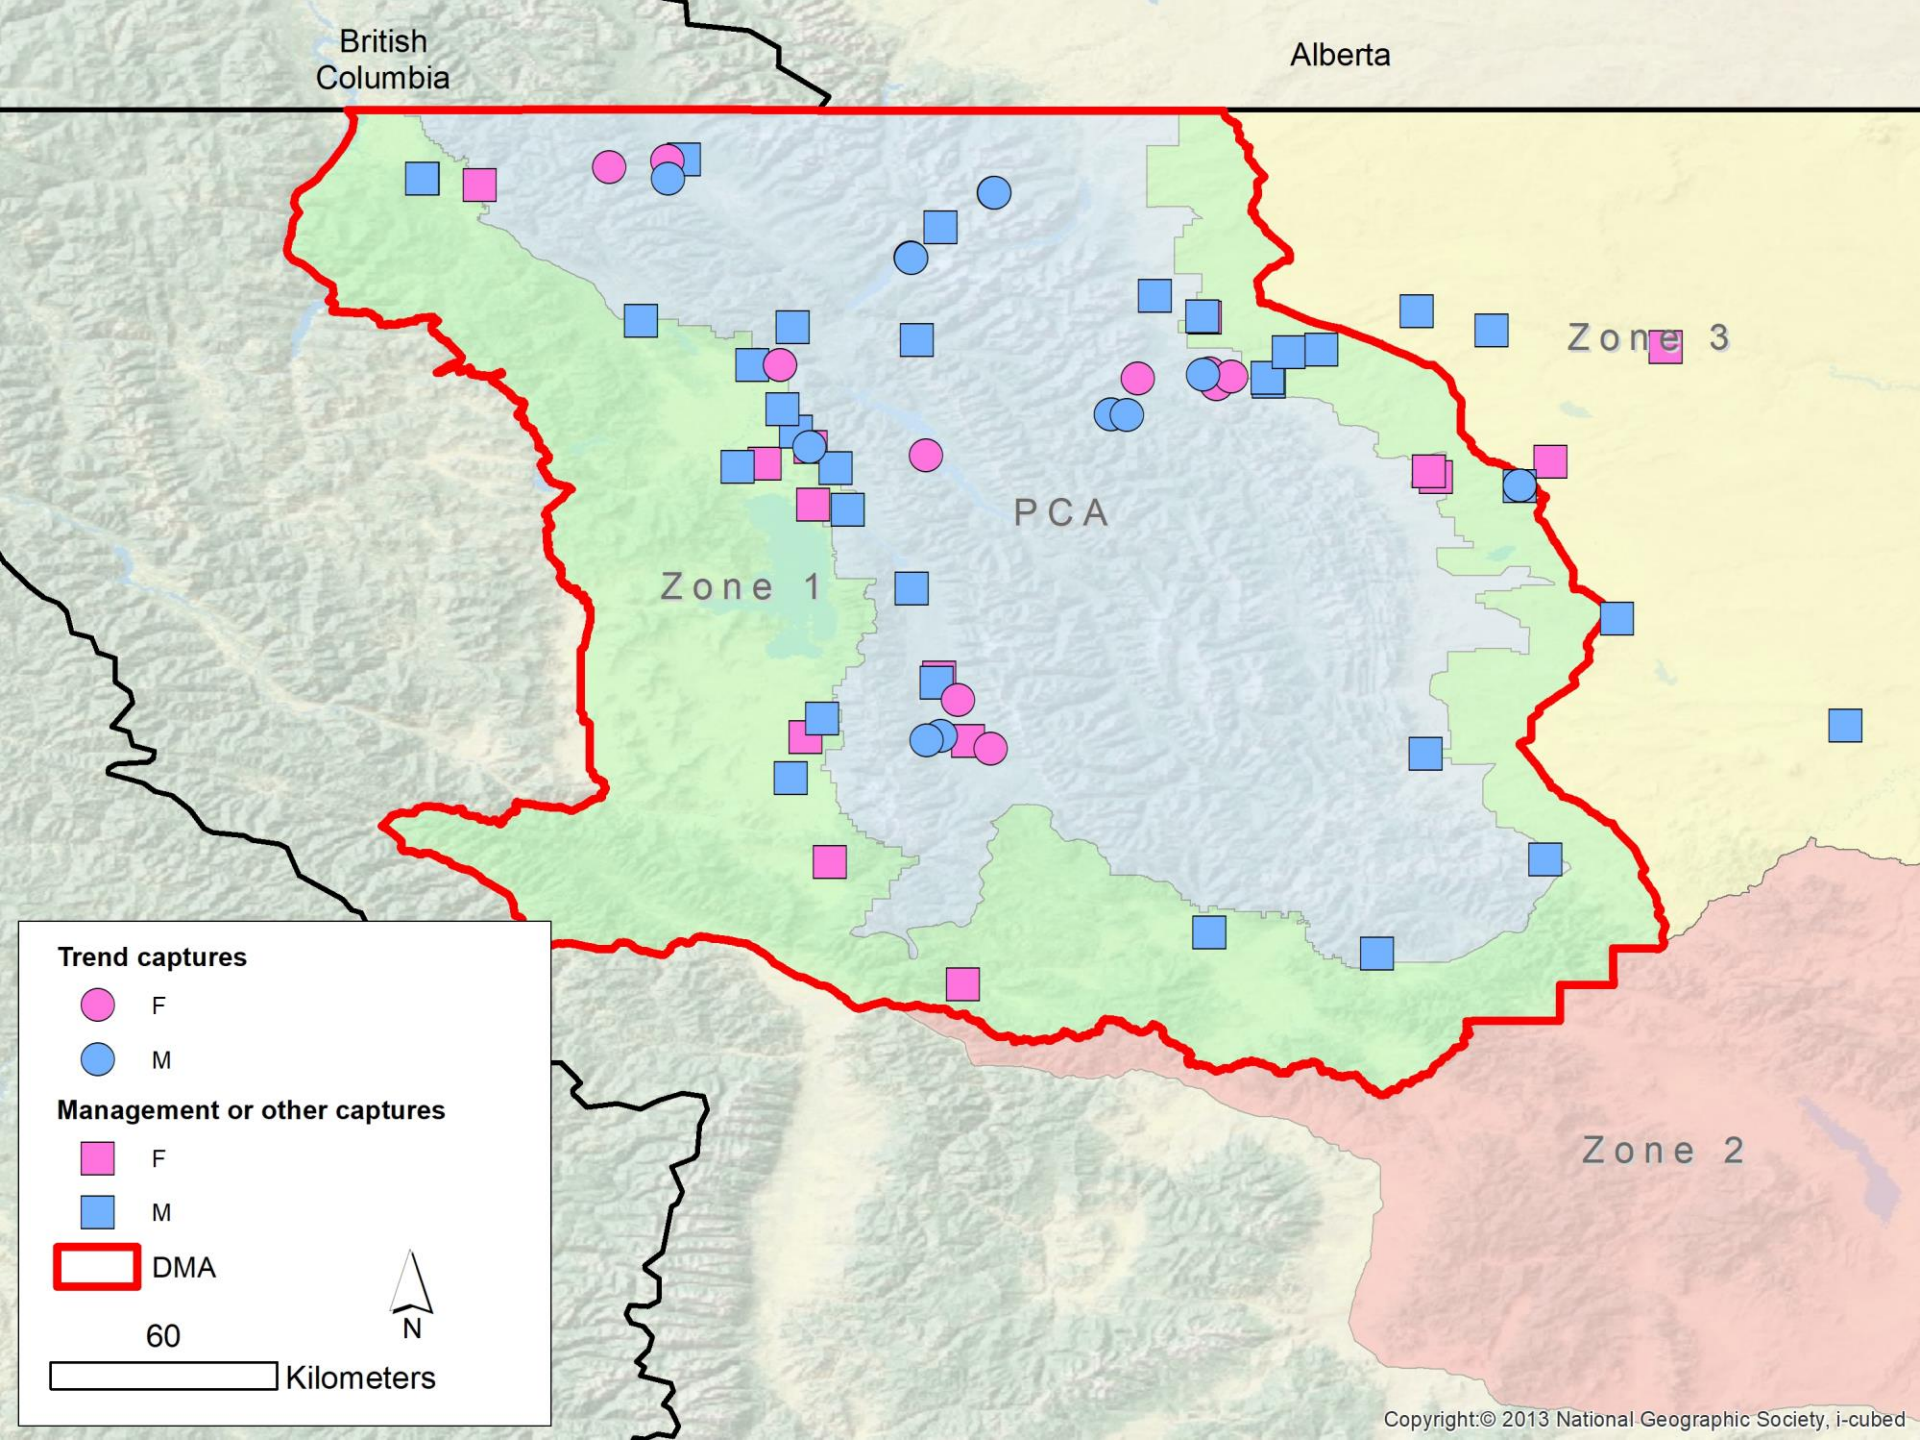 British
Columbia
Alberta
Zone 3
PCA
Zone 1
Zone 2
Trend captures
F
M
Management or other captures
F
M
DMA
N
60
Kilometers
Copyright:© 2013 National Geographic Society, i-cubed